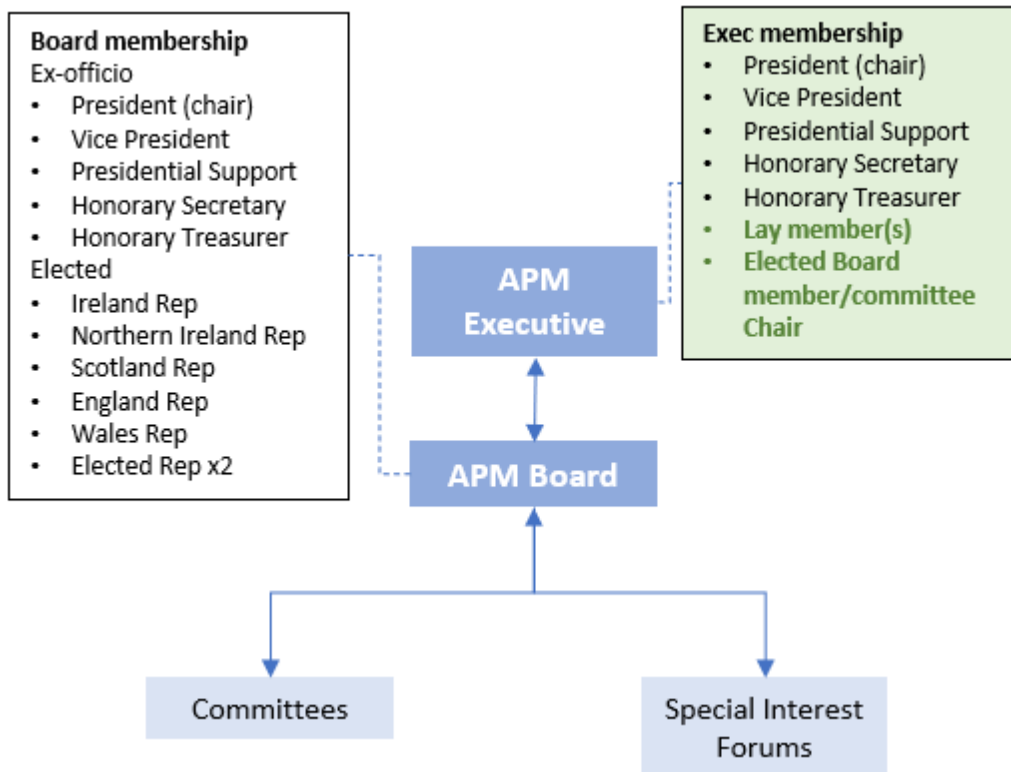 Board membership
Ex-officio
• President (chair)
• Vice President
• Presidential Support
• Honorary Secretary
• Honorary Treasurer
Elected
• Ireland Rep
• Northern Ireland Rep
• Scotland Rep
• England Rep
• Wales Rep
• Elected Rep x2
Exec membership
• President (chair)
• Vice President
• Presidential Support
• Honorary Secretary
• Honorary Treasurer
• Lay member(s)
• Elected Board
member/committee
Chair
APM
Executive
APM Board
Committees
Special Interest
Forums